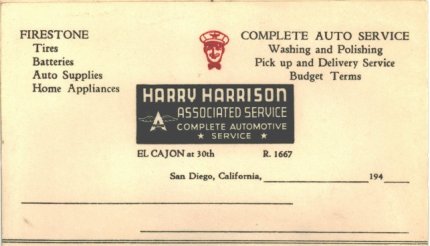 FIRESTONE
Tires
Batteries
Auto Supplies
Home Appliances
COMPLETE AUTO SERVICE
Washing and Polishing
Pick up and Delivery Service
Budget Terms
HARRY HARRISON
ASSOCIATED SERVICE
A
COMPLETE AUTOMOTIVE
★ SERVICE ★
EL CAJON at 30th R. 1667
San Diego, California, 194